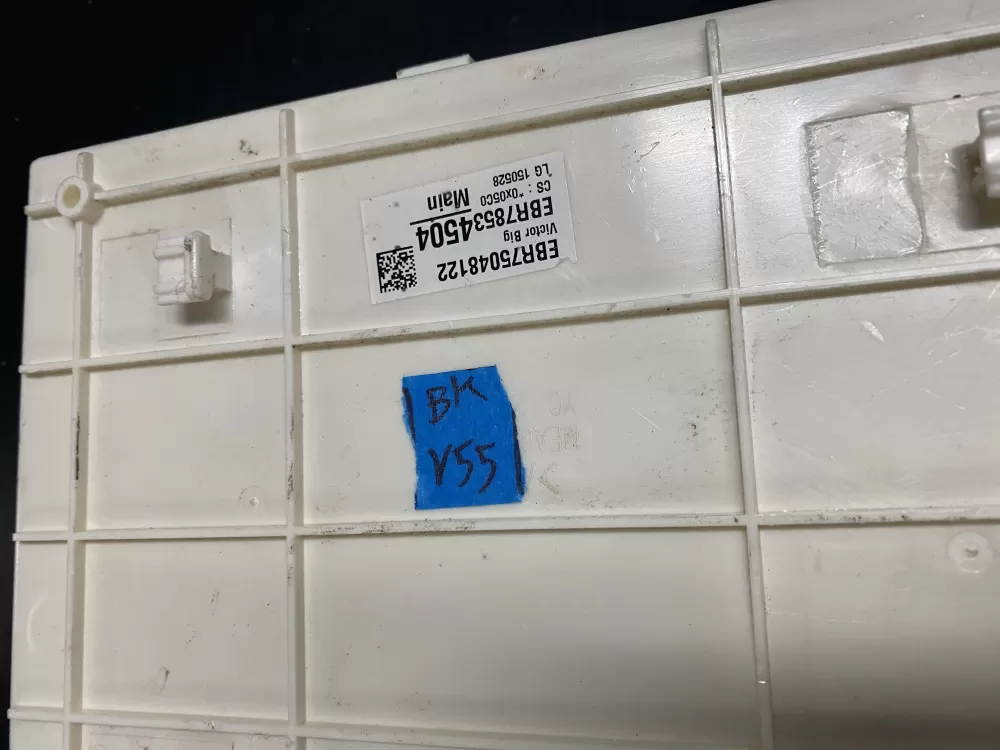 EBR75048122
Victor Big
EBR78534504
CS : *0x05C0 Main
LG 150528
BK
V55